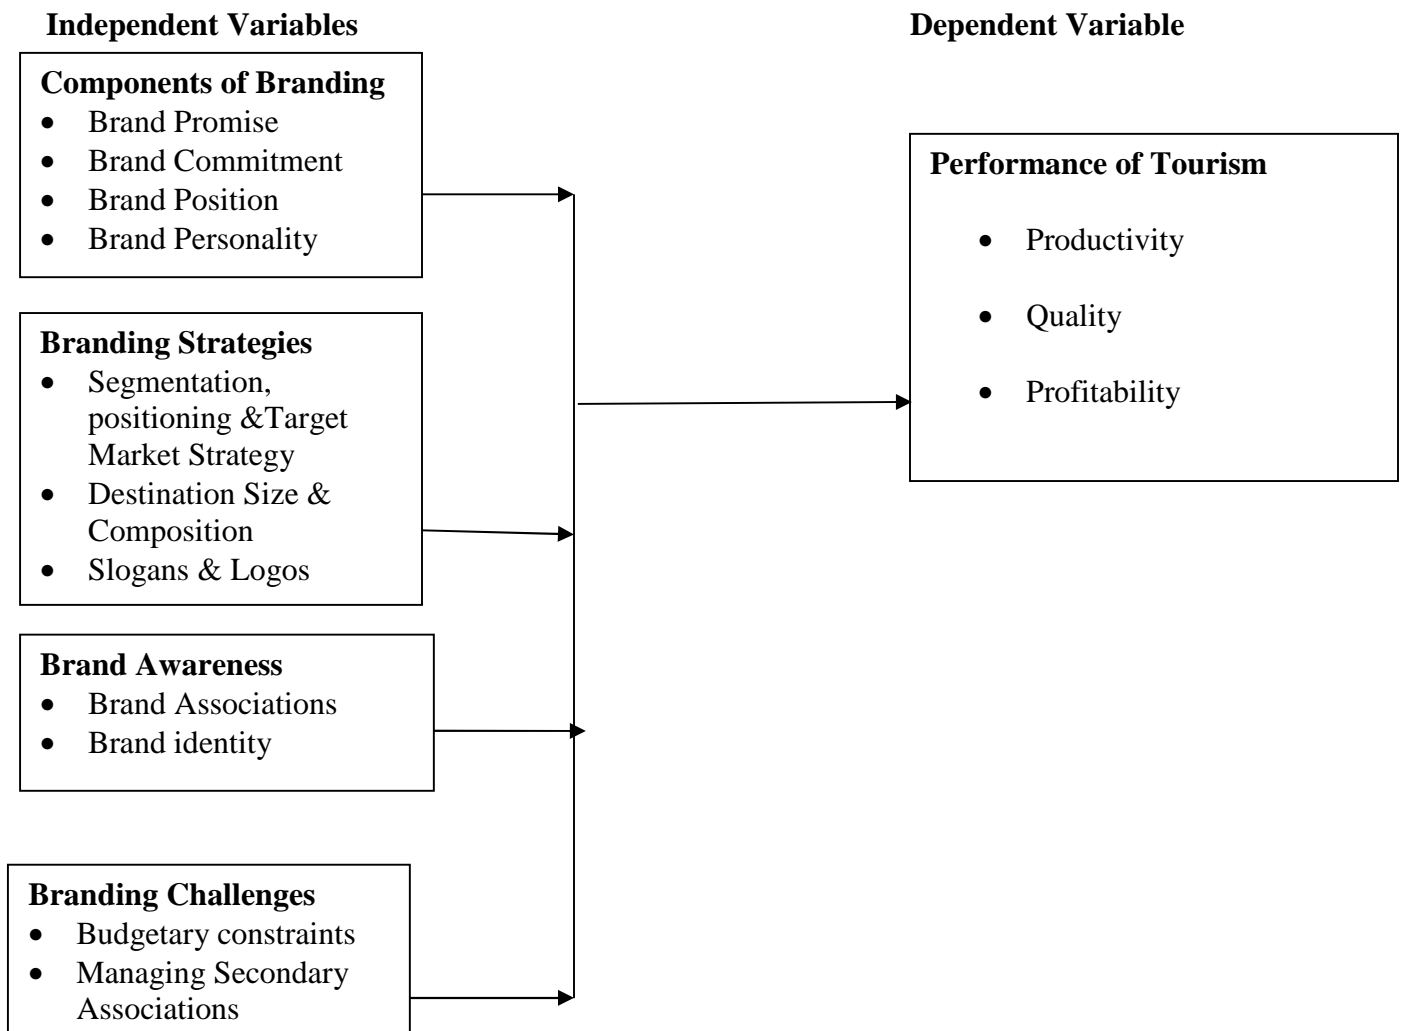 Independent Variables
Dependent Variable
Components of Branding
• Brand Promise
• Brand Commitment
• Brand Position
• Brand Personality
Performance of Tourism
• Productivity
• Quality
• Profitability
Branding Strategies
• Segmentation,
positioning &Target
Market Strategy
• Destination Size &
Composition
• Slogans & Logos
Brand Awareness
• Brand Associations
• Brand identity
Branding Challenges
• Budgetary constraints
• Managing Secondary
Associations